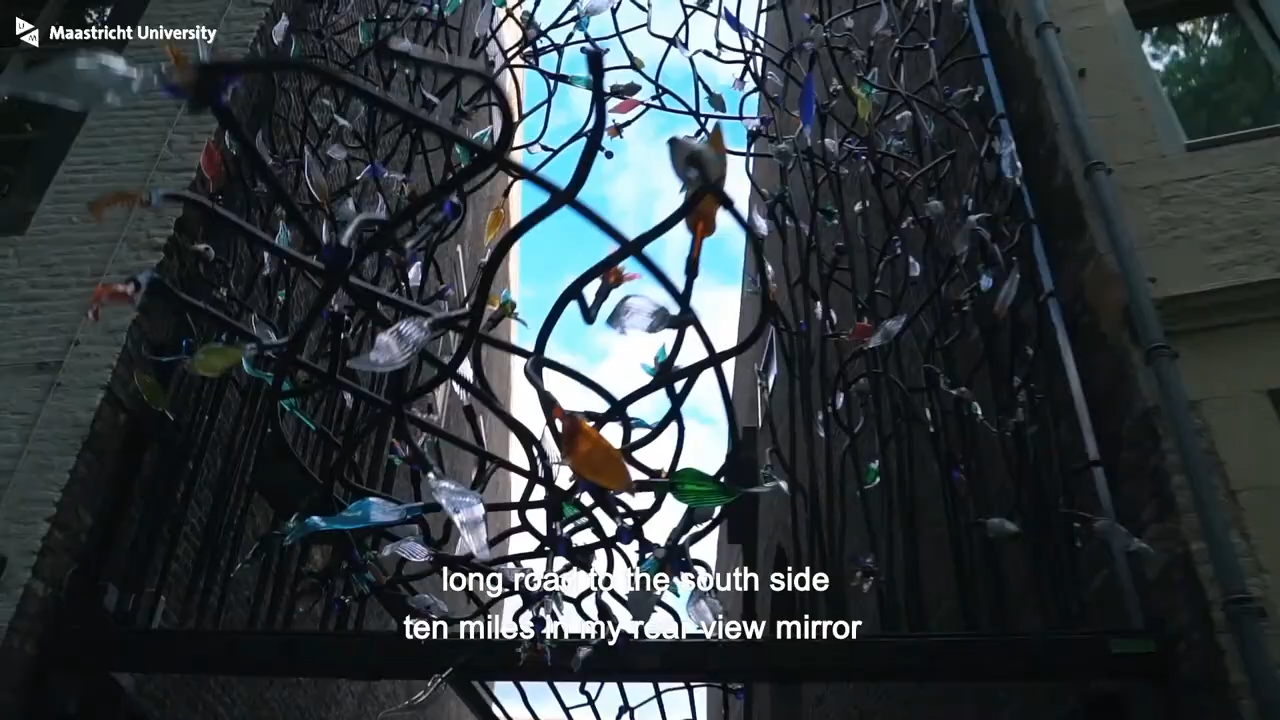 Maastricht University
long road to the south side
ten miles in my rear view mirror